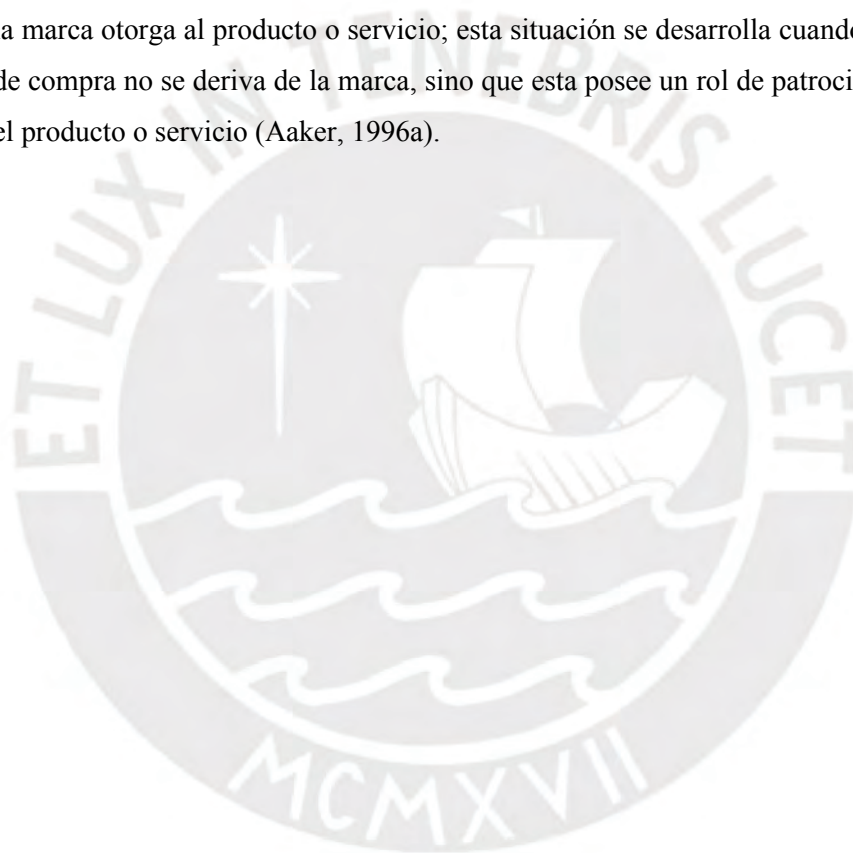 a marca otorga al producto o servicio; esta situación se desarrolla cuando
de compra no se deriva de la marca, sino que esta posee un rol de patroci
el producto o servicio (Aaker, 1996a).
ET LUX IN TENEBRIS LUCET
MCMXVII